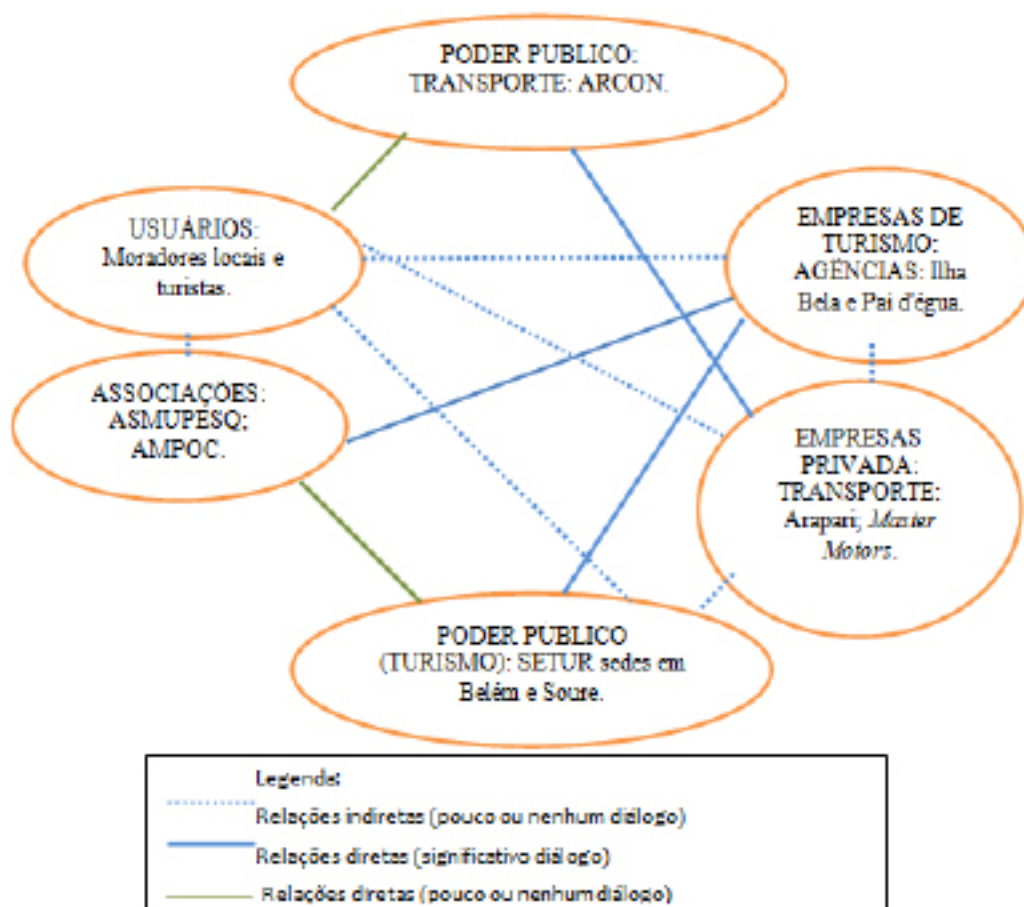 PODER PUBLICO:
TRANSPORTE: ARCON.
USUÁRIOS:
Moradores locais e
turistas.
EMPRESAS DE
TURISMO:
AGÊNCIAS: Ilha
Bela e Pai d'égua.
ASSOCIAÇÕES:
ASMUPESQ;
AMPOC.
EMPRESAS
PRIVADA:
TRANSPORTE:
Arapari; Master
Motors.
PODER PÚBLICO
(TURISMO): SETUR sedes em
Belém e Soure.
Legenda:
Relações indiretas (pouco ou nenhum diálogo)
Relações diretas (significativo diálogo)
Relações diretas (pouco ou nenhum diálogo)